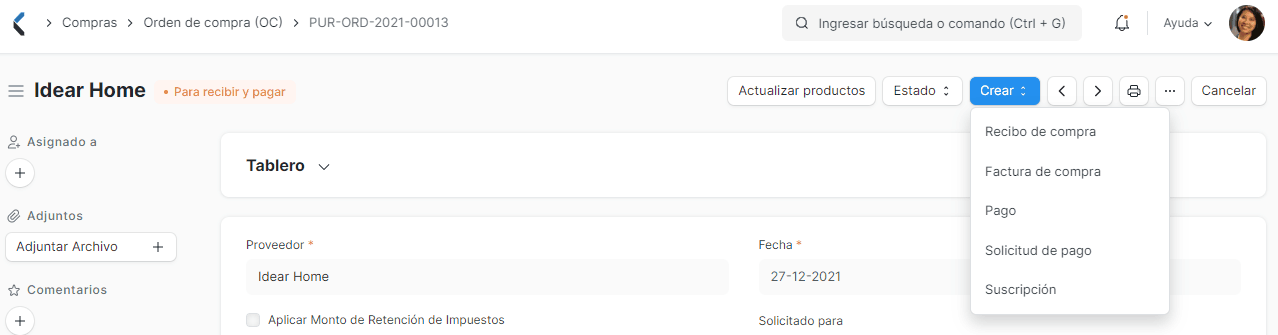 Compras
Orden de compra (OC)
PUR-ORD-2021-00013
Ingresar búsqueda o comando (Ctrl + G)
Ayuda
Idear Home
Para recibir y pagar
Actualizar productos
Estado
Crear
...
Cancelar
Recibo de compra
Factura de compra
Pago
Solicitud de pago
Suscripción
Asignado a
Tablero
Adjuntos
Adjuntar Archivo
Comentarios
Proveedor *
Idear Home
Aplicar Monto de Retención de Impuestos
Fecha *
27-12-2021
Solicitado para